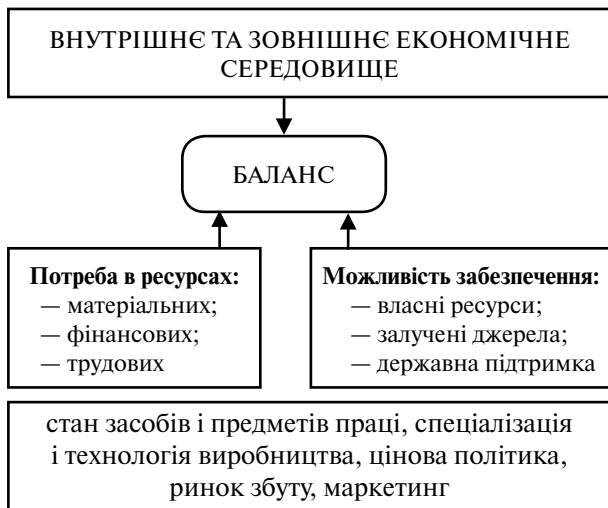 ВНУТРІШНЄ ТА ЗОВНІШНЄ ЕКОНОМІЧНЕ
СЕРЕДОВИЩЕ
БАЛАНС
Потреба в ресурсах:
— матеріальних;
— фінансових;
— трудових
Можливість забезпечення:
— власні ресурси;
— залучені джерела;
— державна підтримка
стан засобів і предметів праці, спеціалізація
і технологія виробництва, цінова політика,
ринок збуту, маркетинг